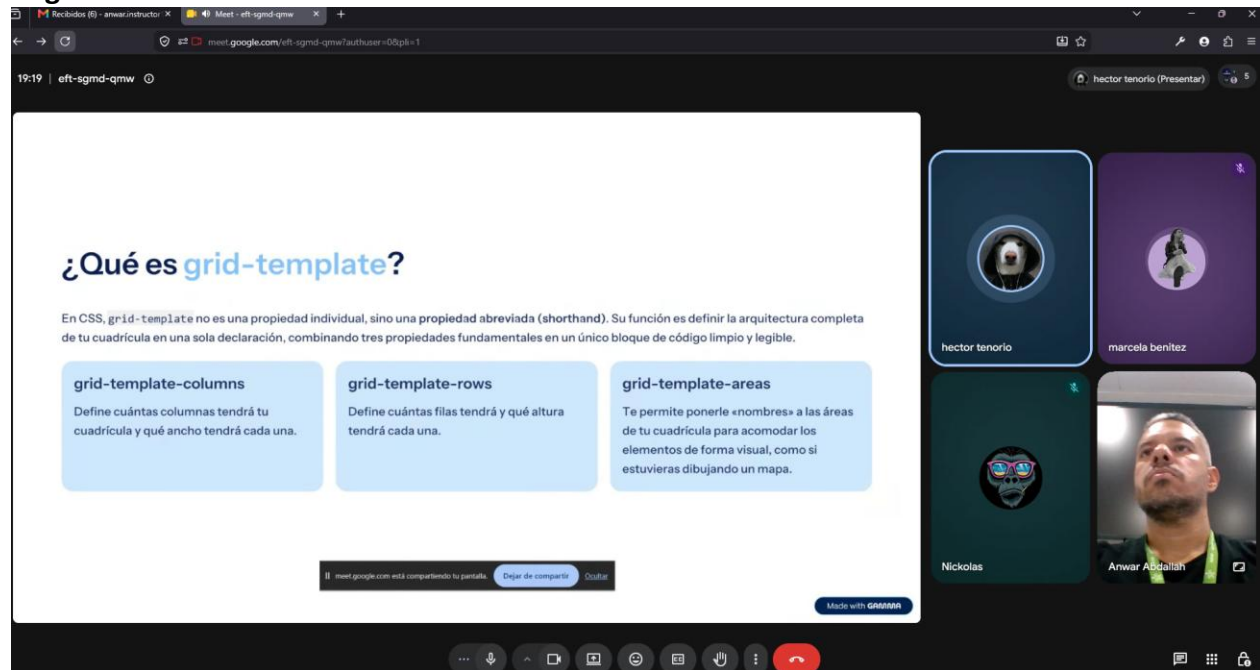 Recibidos (6) - anwar.instructor
Meet - eft-sgmd-qmw
meet.google.com/eft-sgmd-qmw?authuser=0&pli=1
19:19 | eft-sgmd-qmw
hector tenorio (Presentar)
5
¿Qué es grid-template?
En CSS, grid-template no es una propiedad individual, sino una propiedad abreviada (shorthand). Su función es definir la arquitectura completa
de tu cuadrícula en una sola declaración, combinando tres propiedades fundamentales en un único bloque de código limpio y legible.
grid-template-columns
Define cuántas columnas tendrá tu
cuadrícula y qué ancho tendrá cada una.
grid-template-rows
Define cuántas filas tendrá y qué altura
tendrá cada una.
grid-template-areas
Te permite ponerle «nombres» a las áreas
de tu cuadrícula para acomodar los
elementos de forma visual, como si
estuvieras dibujando un mapa.
meet.google.com está compartiendo tu pantalla.
Dejar de compartir
Ocultar
Made with GAMMA
hector tenorio
marcela benitez
Nickolas
Anwar Abdallah